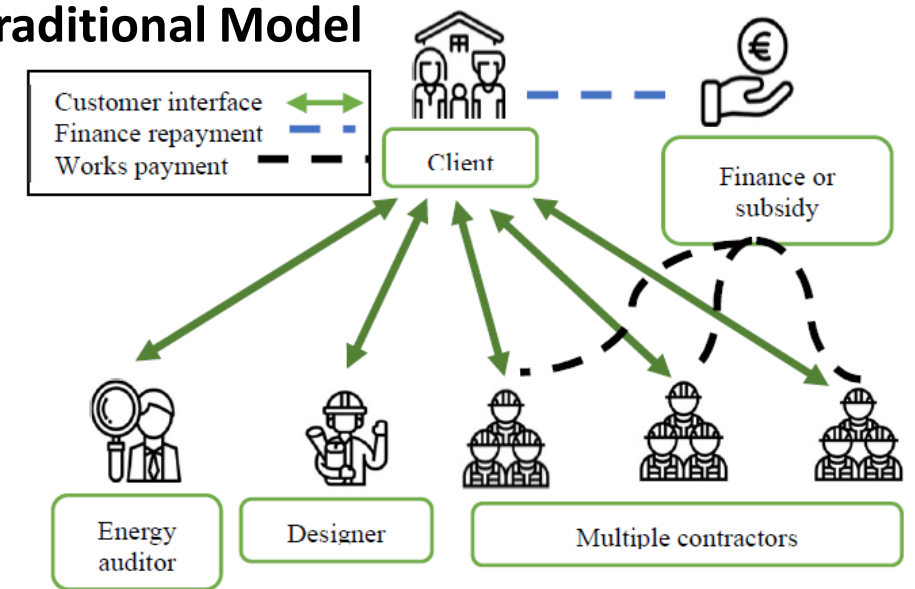 raditional Model
Customer interface
Finance repayment
Works payment
€
Client
Finance or
subsidy
Energy
auditor
Designer
Multiple contractors